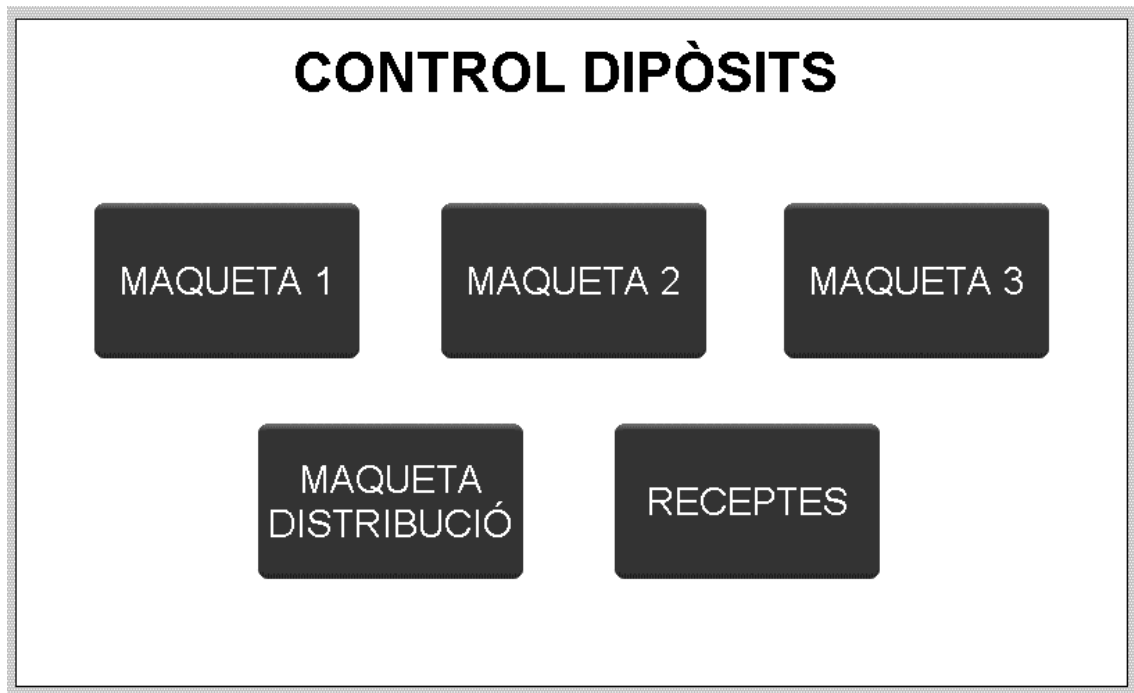 CONTROL DIPÒSITS
MAQUETA 1
MAQUETA 2
MAQUETA 3
MAQUETA
DISTRIBUCIÓ
RECEPTES